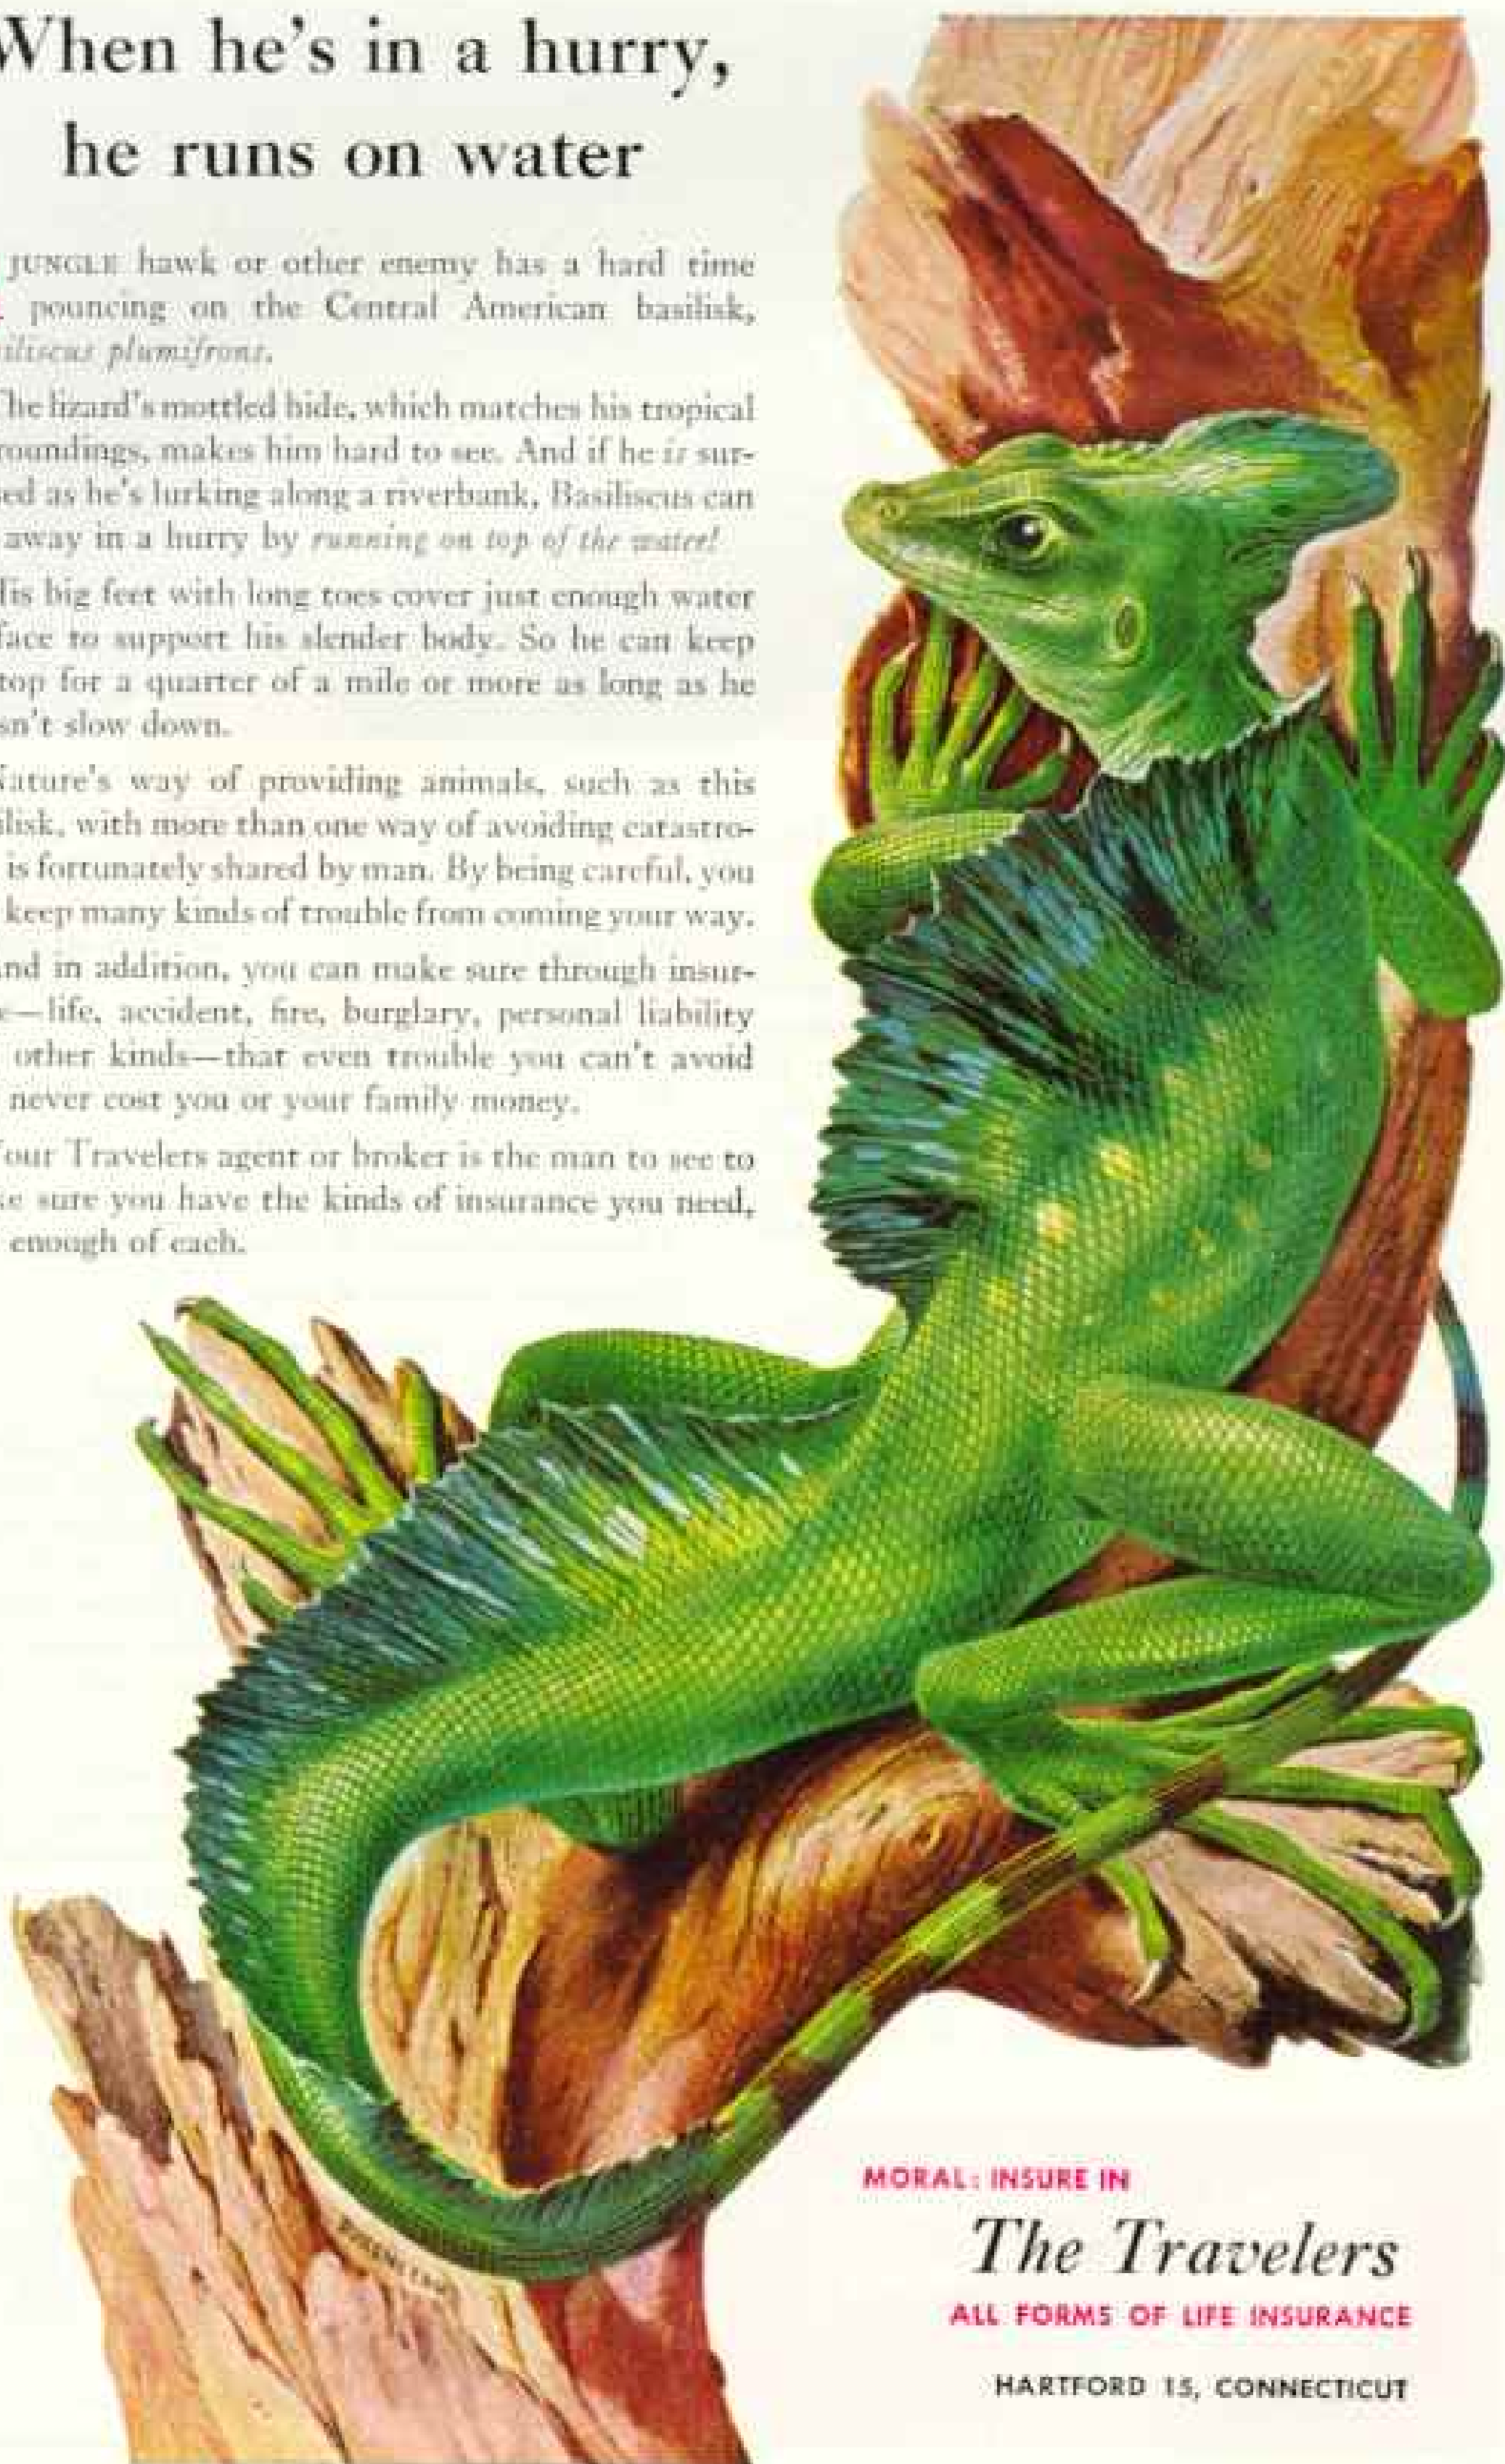 When he's in a hurry,
he runs on water
JUNGLE hawk or other enemy has a hard time
pouncing on the Central American basilisk,
iliscus plumifrons.
The lizard's mottled hide, which matches his tropical
roundings, makes him hard to see. And if he is sur-
ed as he's lurking along a riverbank, Basiliscus can
away in a hurry by running on top of the water!
His big feet with long toes cover just enough water
face to support his slender body. So he can keep
top for a quarter of a mile or more as long as he
sn't slow down.
Nature's way of providing animals, such as this
ilisk, with more than one way of avoiding catastro-
is fortunately shared by man. By being careful, you
keep many kinds of trouble from coming your way.
And in addition, you can make sure through insur-
e—life, accident, fire, burglary, personal liability
other kinds—that even trouble you can't avoid
never cost you or your family money.
Your Travelers agent or broker is the man to see to
ke sure you have the kinds of insurance you need,
enough of each.
MORAL: INSURE IN
The Travelers
ALL FORMS OF LIFE INSURANCE
HARTFORD 15, CONNECTICUT